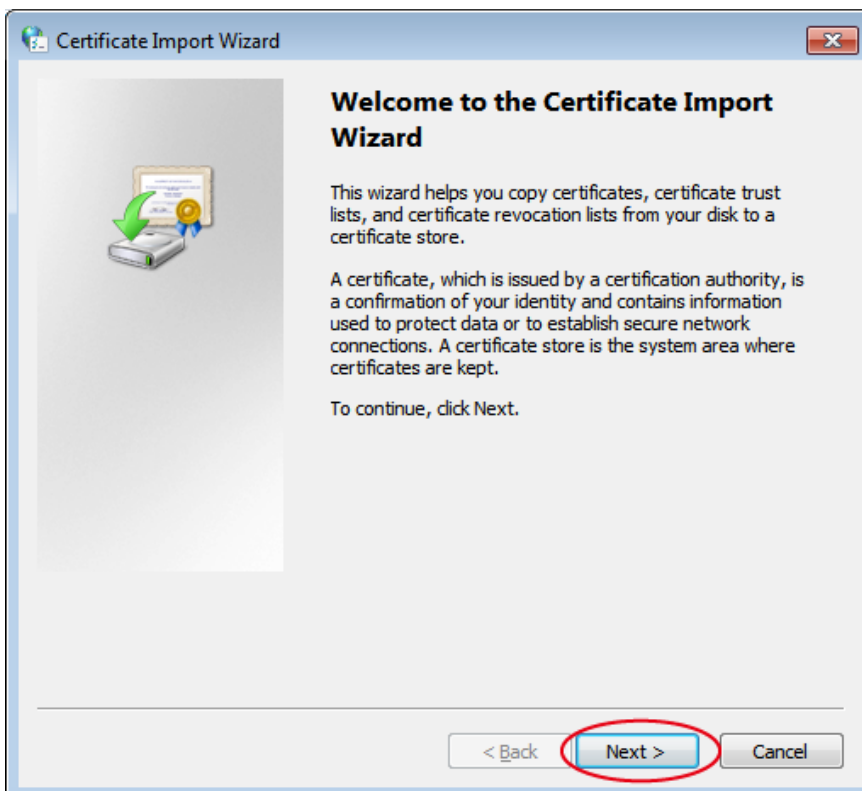 Certificate Import Wizard
Welcome to the Certificate Import
Wizard
This wizard helps you copy certificates, certificate trust
lists, and certificate revocation lists from your disk to a
certificate store.
A certificate, which is issued by a certification authority, is
a confirmation of your identity and contains information
used to protect data or to establish secure network
connections. A certificate store is the system area where
certificates are kept.
To continue, click Next.
< Back Next > Cancel